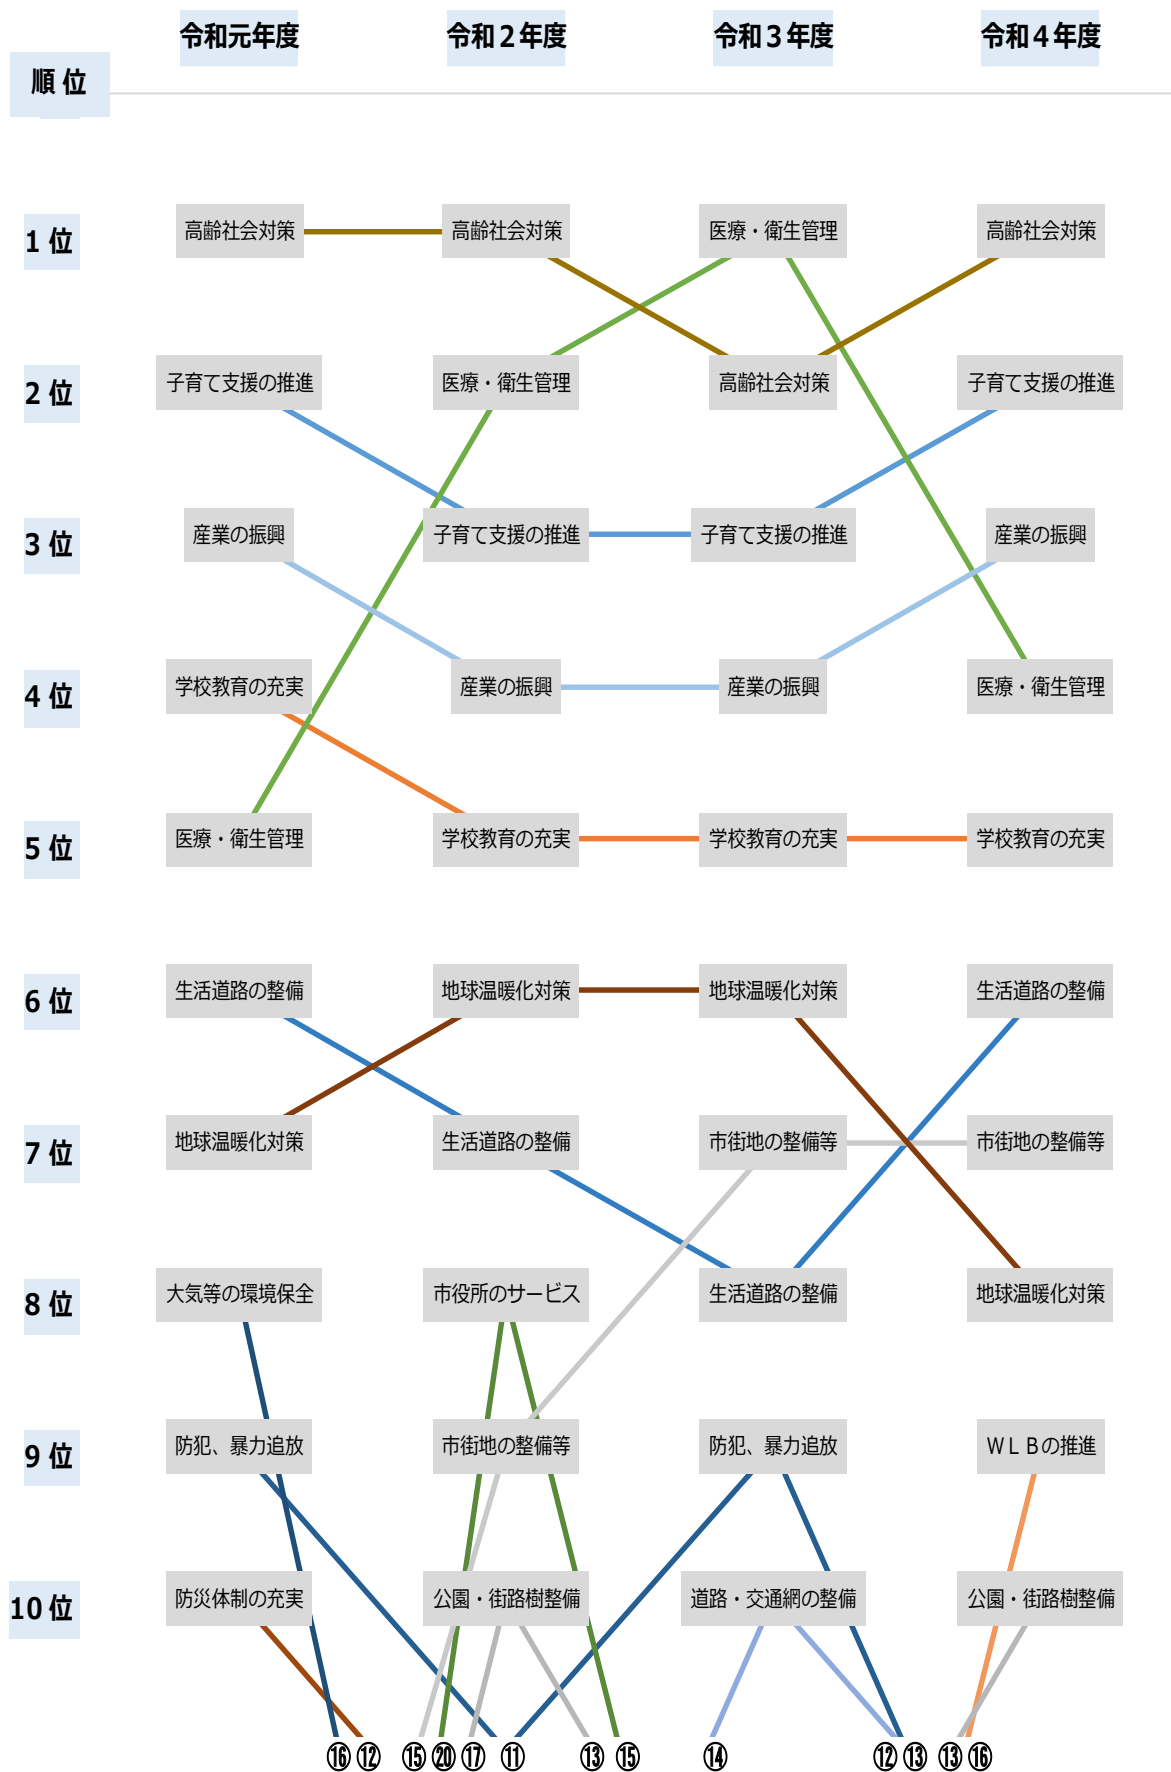 令和元年度 令和２年度 令和３年度 令和４年度
順 位
1 位 高齢社会対策 高齢社会対策 医療・衛生管理 高齢社会対策
2 位 子育て支援の推進 医療・衛生管理 高齢社会対策 子育て支援の推進
3 位 産業の振興 子育て支援の推進 子育て支援の推進 産業の振興
4 位 学校教育の充実 産業の振興 産業の振興 医療・衛生管理
5 位 医療・衛生管理 学校教育の充実 学校教育の充実 学校教育の充実
6 位 生活道路の整備 地球温暖化対策 地球温暖化対策 生活道路の整備
7 位 地球温暖化対策 生活道路の整備 市街地の整備等 市街地の整備等
8 位 大気等の環境保全 市役所のサービス 生活道路の整備 地球温暖化対策
9 位 防犯、暴力追放 市街地の整備等 防犯、暴力追放 ＷＬＢの推進
10 位 防災体制の充実 公園・街路樹整備 道路・交通網の整備 公園・街路樹整備
⑯ ⑫ ⑮ ⑳ ⑰ ⑪ ⑬ ⑮ ⑭ ⑫ ⑬ ⑬ ⑯